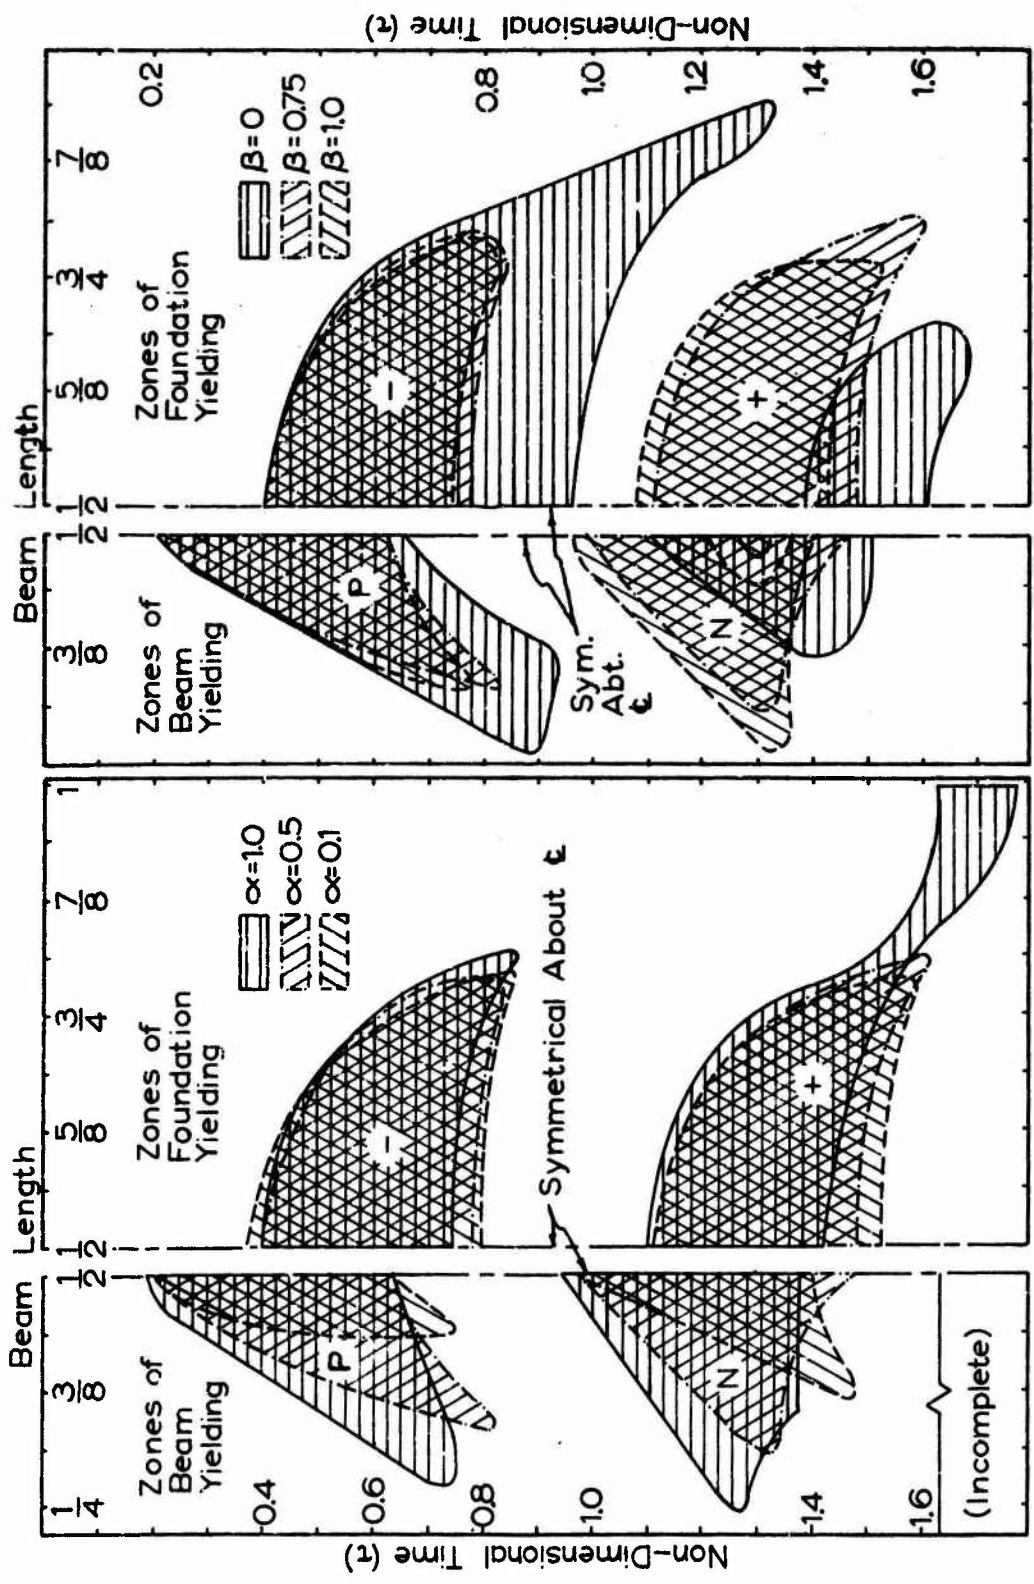 Beam Length
1/4 3/8 1/2 1/2 5/8 3/4 7/8 1
Zones of
Beam
Yielding
Zones of
Foundation
Yielding
α=1.0
α=0.5
α=0.1
Non-Dimensional Time (τ)
0.4
0.6
0.8
1.0
1.4
1.6
P
−
Symmetrical About ℄
N
+
(Incomplete)
Beam Length
3/8 1/2 1/2 5/8 3/4 7/8
Zones of
Beam
Yielding
Zones of
Foundation
Yielding
β=0
β=0.75
β=1.0
P
−
Sym.
Abt.
℄
N
+
0.2
0.8
1.0
1.2
1.4
1.6
Non-Dimensional Time (τ)